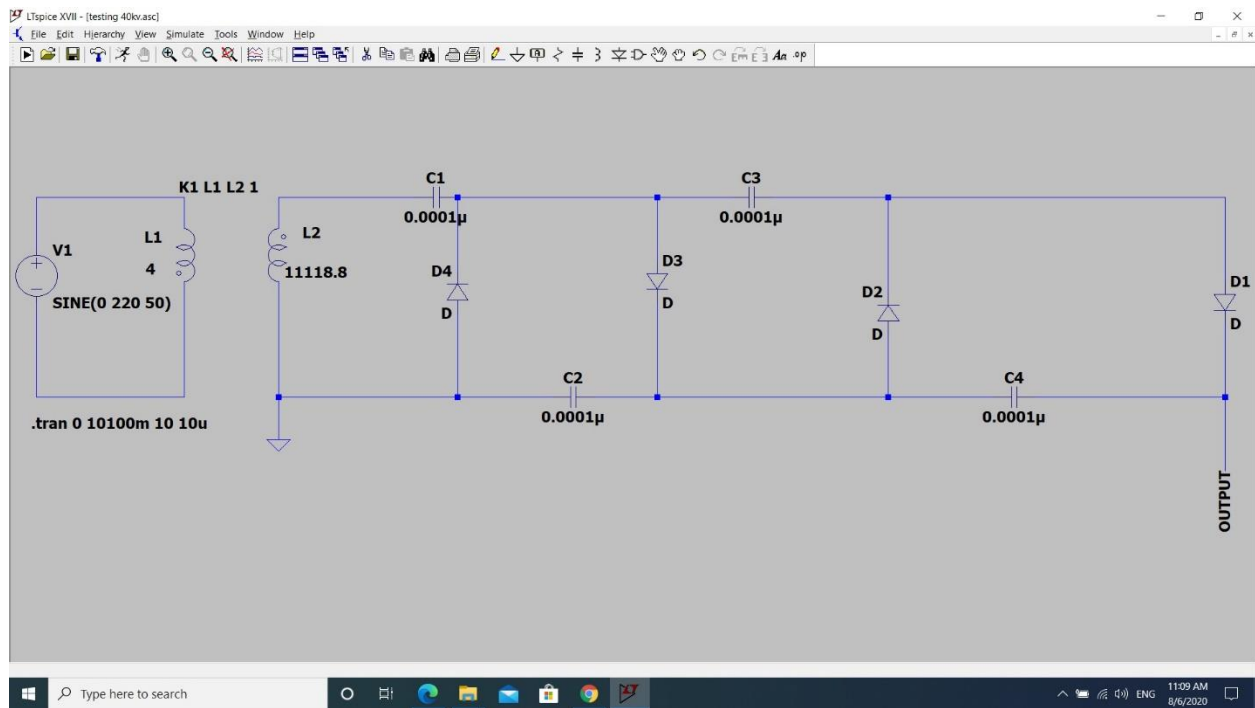 LTspice XVII - [testing 40kv.asc]
File Edit Hierarchy View Simulate Tools Window Help
Aa .op
K1 L1 L2 1
C1
0.0001µ
C3
0.0001µ
V1
SINE(0 220 50)
L1
4
L2
11118.8
D4
D
D3
D
D2
D
D1
D
C2
0.0001µ
C4
0.0001µ
.tran 0 10100m 10 10u
OUTPUT
Type here to search
ENG
11:09 AM
8/6/2020